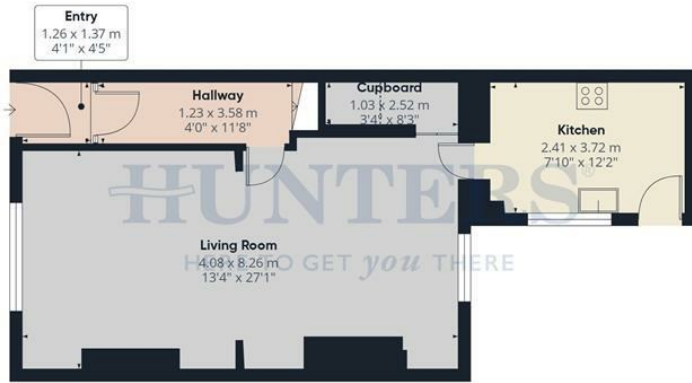 Entry
1.26 x 1.37 m
4'1" x 4'5"
Hallway
1.23 x 3.58 m
4'0" x 11'8"
Cupboard
1.03 x 2.52 m
3'4" x 8'3"
Kitchen
2.41 x 3.72 m
7'10" x 12'2"
HUNTERS®
Living Room
4.08 x 8.26 m
13'4" x 27'1"
HERE TO GET you THERE